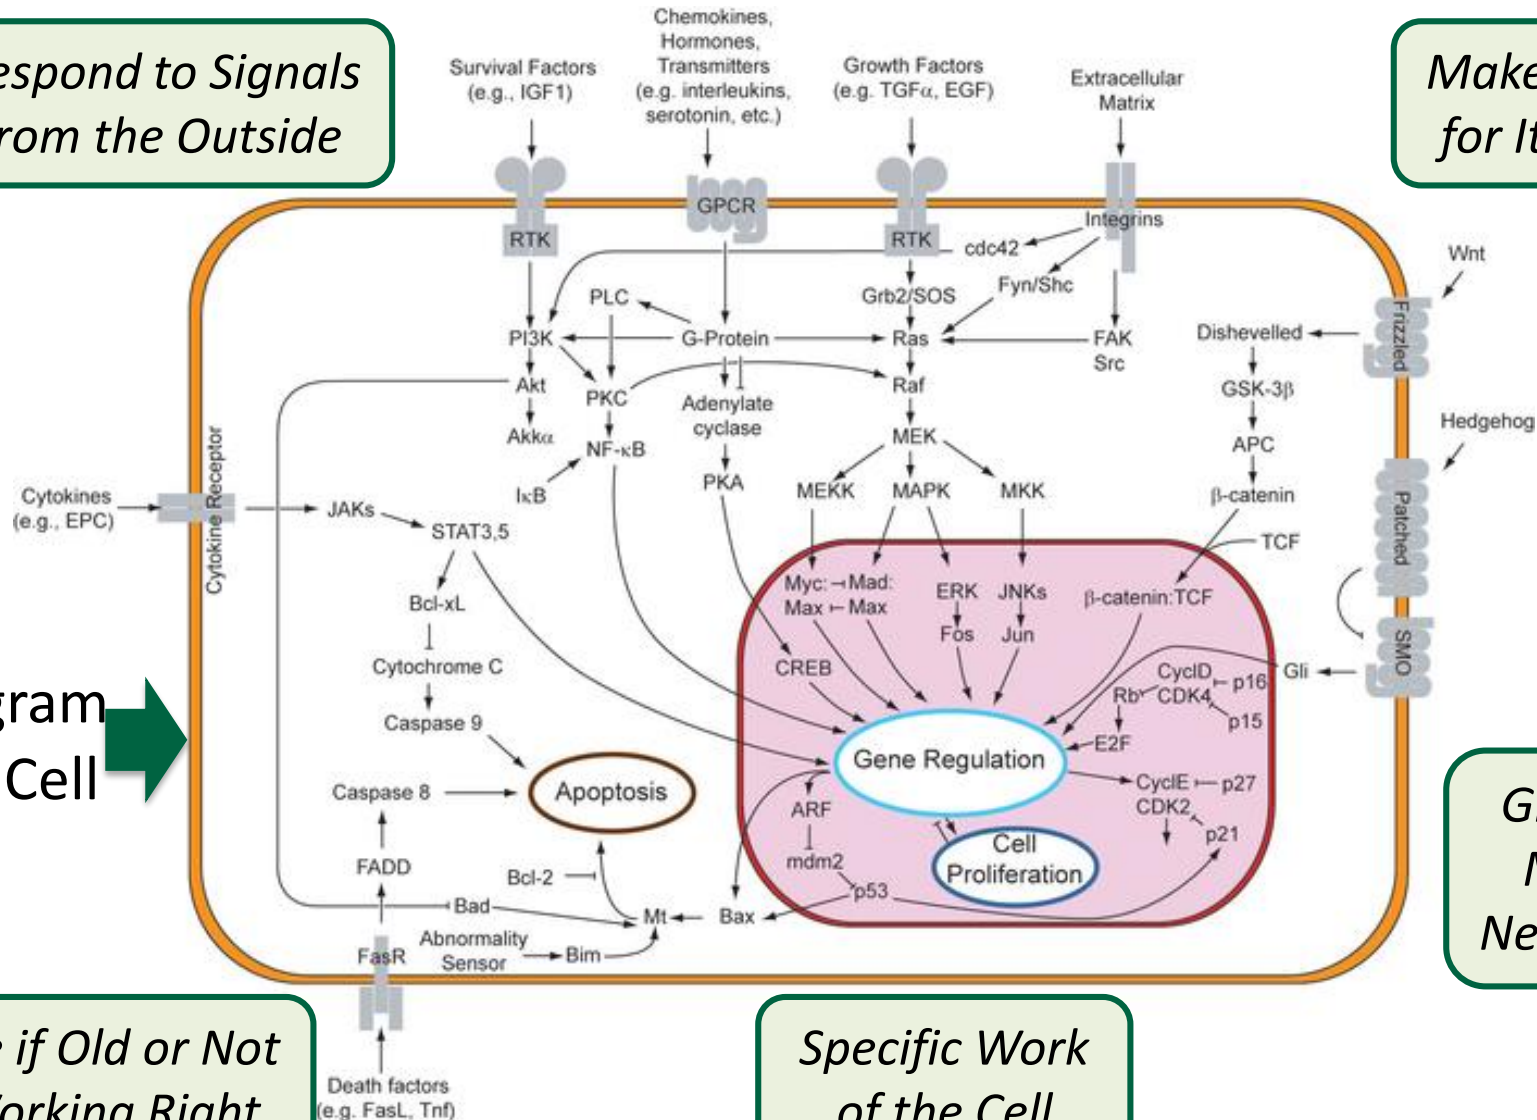 espond to Signals
rom the Outside
Survival Factors
(e.g., IGF1)
Chemokines,
Hormones,
Transmitters
(e.g. interleukins,
serotonin, etc.)
Growth Factors
(e.g. TGFα, EGF)
Extracellular
Matrix
Make
for It
RTK
GPCR
RTK
Integrins
cdc42
Wnt
PLC
Grb2/SOS
Fyn/Shc
Frizzled
PI3K
G-Protein
Ras
FAK
Src
Dishevelled
Akt
PKC
Adenylate
cyclase
Raf
GSK-3β
Akkα
NF-κB
MEK
APC
Hedgehog
IκB
PKA
MEKK
MAPK
MKK
β-catenin
Patched
Cytokines
(e.g., EPC)
Cytokine Receptor
JAKs
STAT3,5
TCF
Myc:
Mad:
Max
Max
ERK
JNKs
β-catenin:TCF
Bcl-xL
Fos
Jun
SMO
Cytochrome C
CREB
CyclD
p16
Gli
Rb
CDK4
p15
gram
Cell
Caspase 9
E2F
Gene Regulation
Caspase 8
Apoptosis
CyclE
p27
CDK2
ARF
p21
G
N
Ne
FADD
Bcl-2
mdm2
Cell
Proliferation
p53
Bad
Mt
Bax
FasR
Abnormality
Sensor
Bim
e if Old or Not
Working Right
Death factors
(e.g. FasL, Tnf)
Specific Work
of the Cell